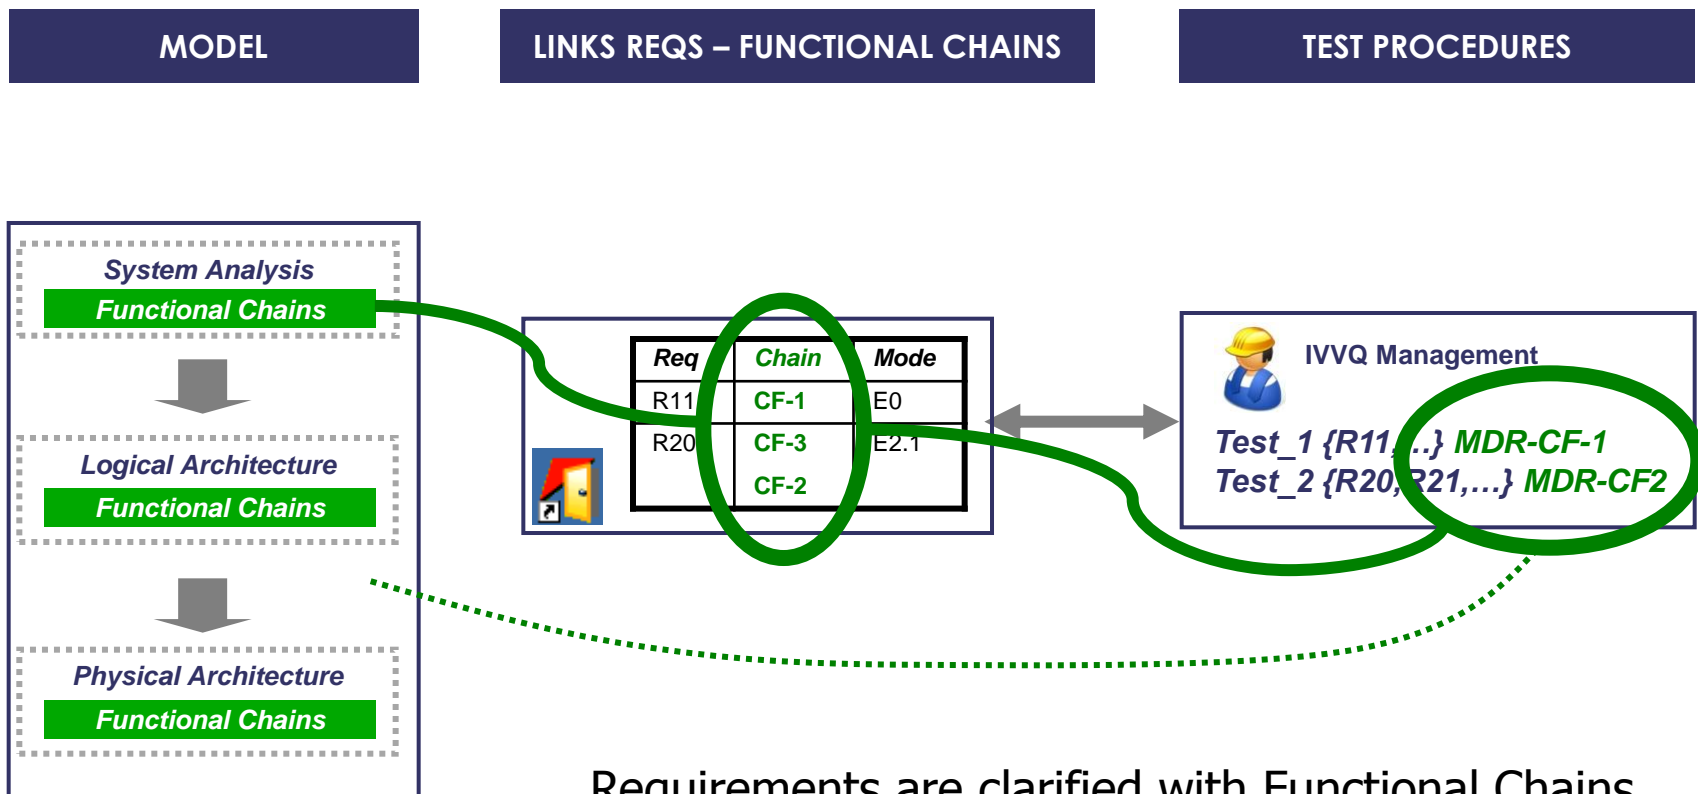 MODEL
LINKS REQS – FUNCTIONAL CHAINS
TEST PROCEDURES
System Analysis
Functional Chains
Logical Architecture
Functional Chains
Physical Architecture
Functional Chains
Req Chain Mode
R11 CF-1 E0
R20 CF-3 E2.1
CF-2
IVVQ Management
Test_1 {R11,...} MDR-CF-1
Test_2 {R20,R21,...} MDR-CF2
Requirements are clarified with Functional Chains